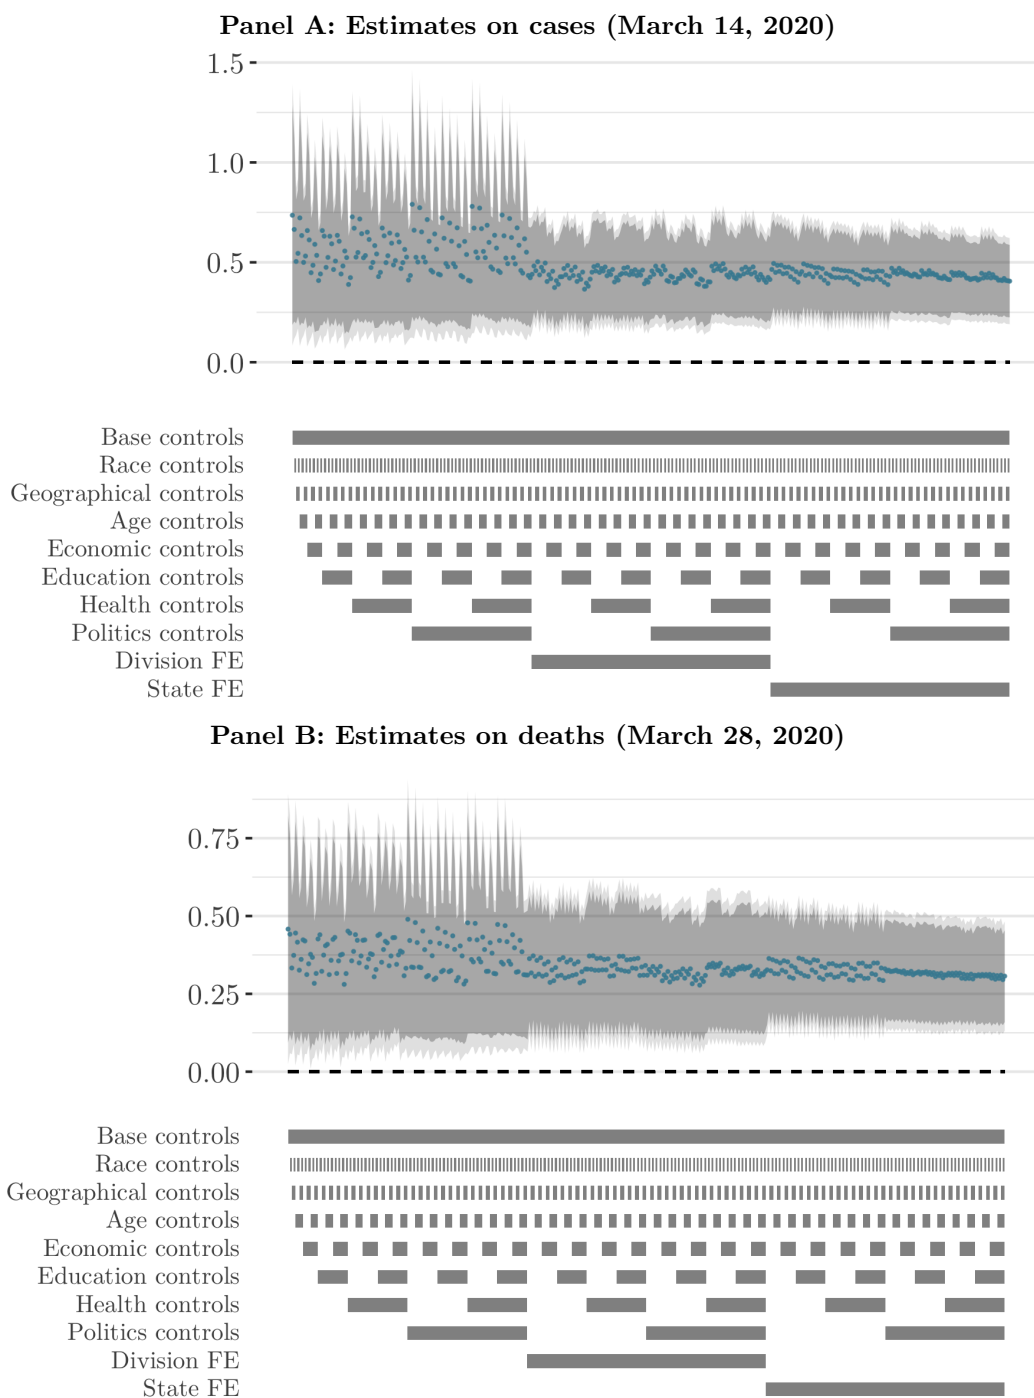 Panel A: Estimates on cases (March 14, 2020)
1.5
1.0
0.5
0.0
Base controls
Race controls
Geographical controls
Age controls
Economic controls
Education controls
Health controls
Politics controls
Division FE
State FE
Panel B: Estimates on deaths (March 28, 2020)
0.75
0.50
0.25
0.00
Base controls
Race controls
Geographical controls
Age controls
Economic controls
Education controls
Health controls
Politics controls
Division FE
State FE